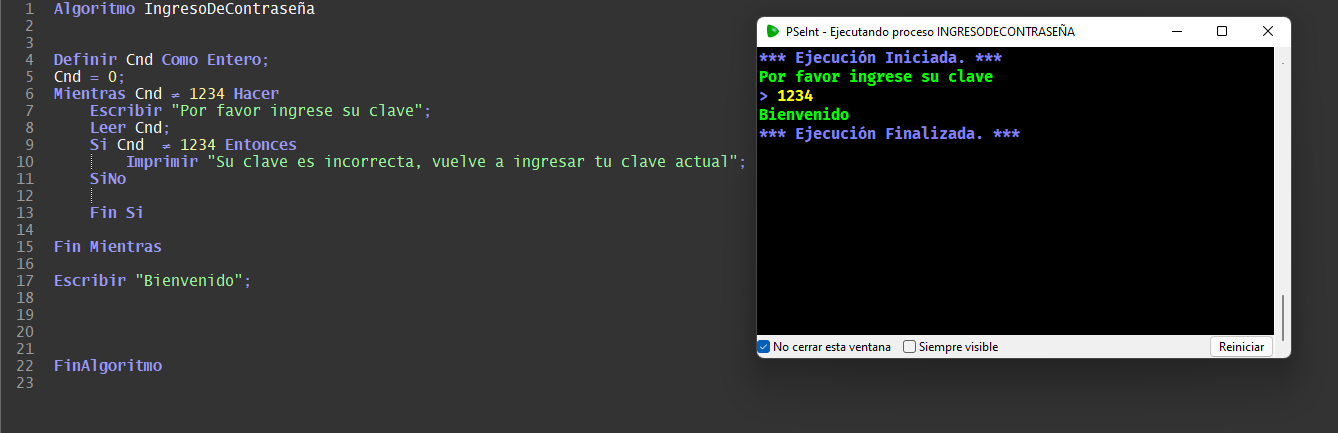 1 Algoritmo IngresoDeContraseña
2
3
4 Definir Cnd Como Entero;
5 Cnd = 0;
6 Mientras Cnd ≠ 1234 Hacer
7 Escribir "Por favor ingrese su clave";
8 Leer Cnd;
9 Si Cnd ≠ 1234 Entonces
10 Imprimir "Su clave es incorrecta, vuelve a ingresar tu clave actual";
11 SiNo
12
13 Fin Si
14
15 Fin Mientras
16
17 Escribir "Bienvenido";
18
19
20
21
22 FinAlgoritmo
23
PSeInt - Ejecutando proceso INGRESODECONTRASEÑA
*** Ejecución Iniciada. ***
Por favor ingrese su clave
> 1234
Bienvenido
*** Ejecución Finalizada. ***
No cerrar esta ventana Siempre visible Reiniciar